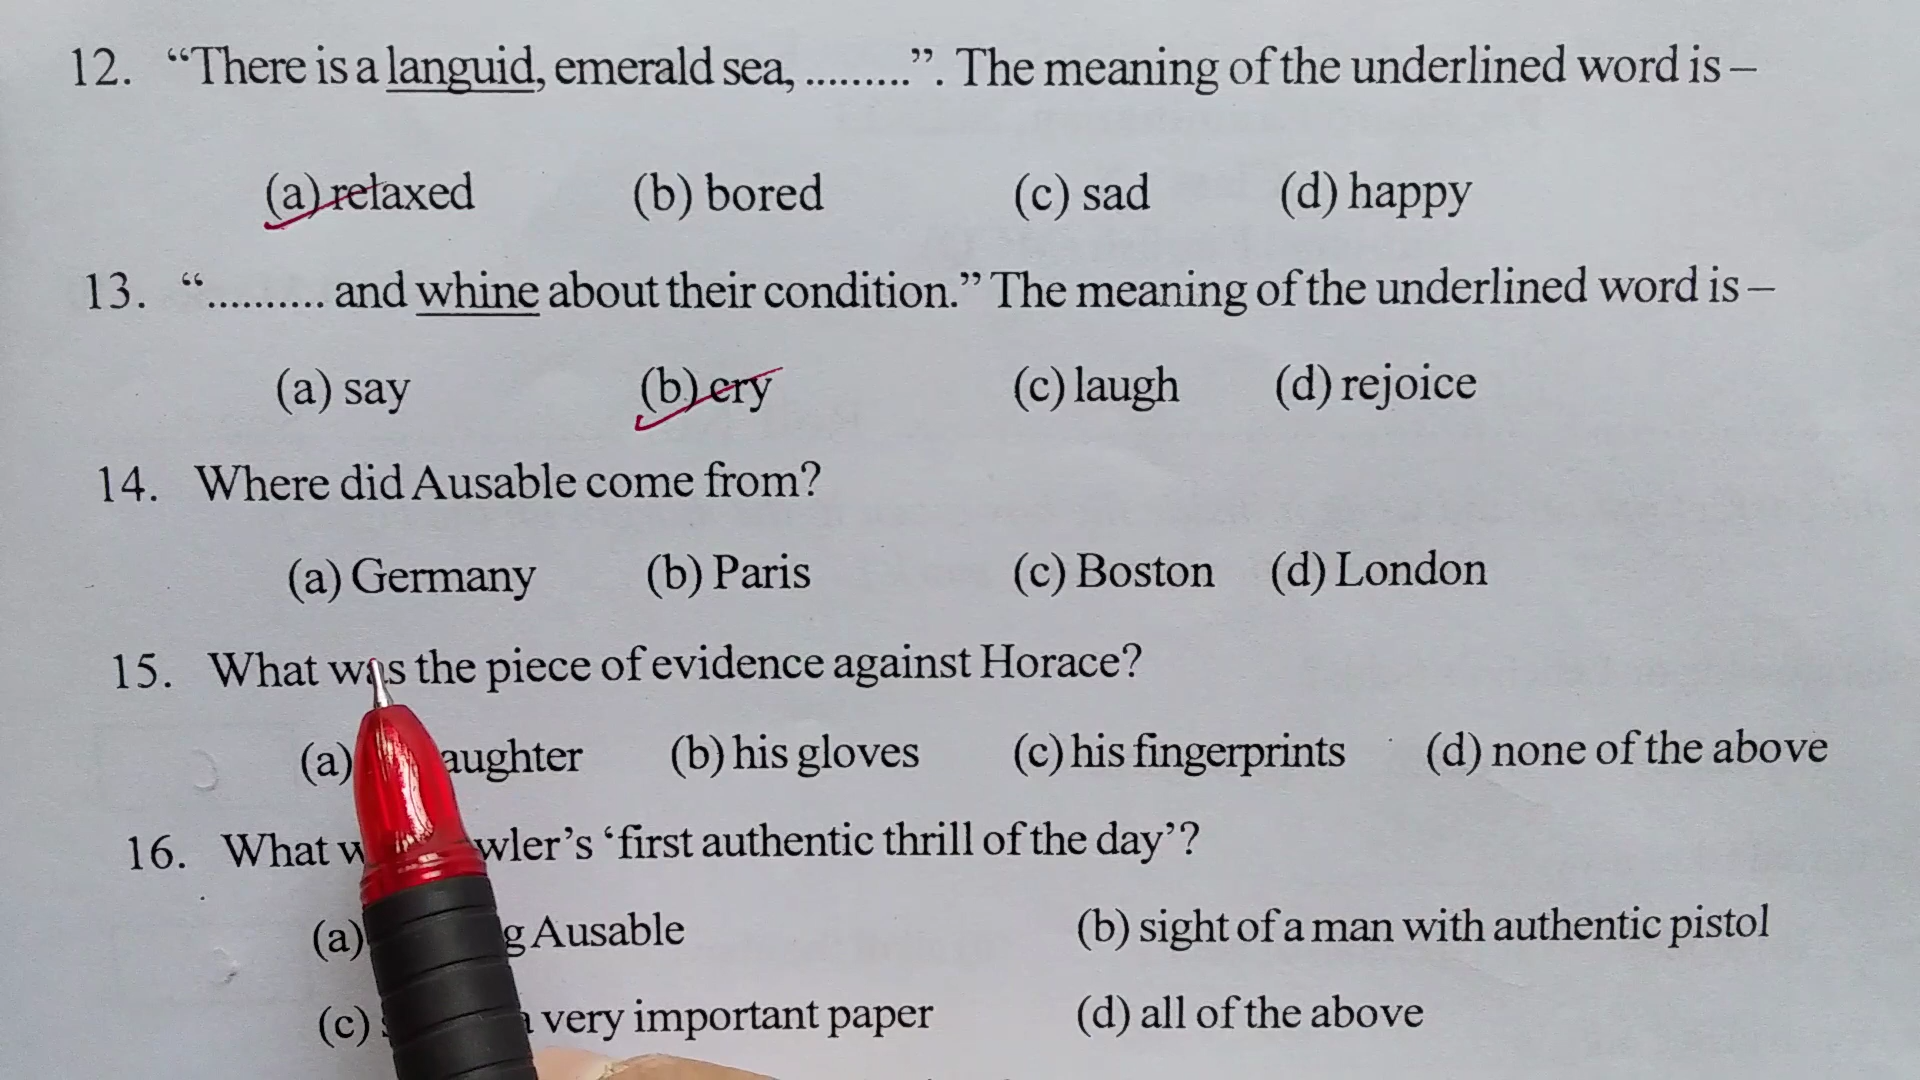 12. “There is a languid, emerald sea, .........”. The meaning of the underlined word is –
(a) relaxed (b) bored (c) sad (d) happy
13. “.......... and whine about their condition.” The meaning of the underlined word is –
(a) say (b) cry (c) laugh (d) rejoice
14. Where did Ausable come from?
(a) Germany (b) Paris (c) Boston (d) London
15. What was the piece of evidence against Horace?
(a) aughter (b) his gloves (c) his fingerprints (d) none of the above
16. What w wler’s ‘first authentic thrill of the day’?
(a) g Ausable (b) sight of a man with authentic pistol
(c) very important paper (d) all of the above